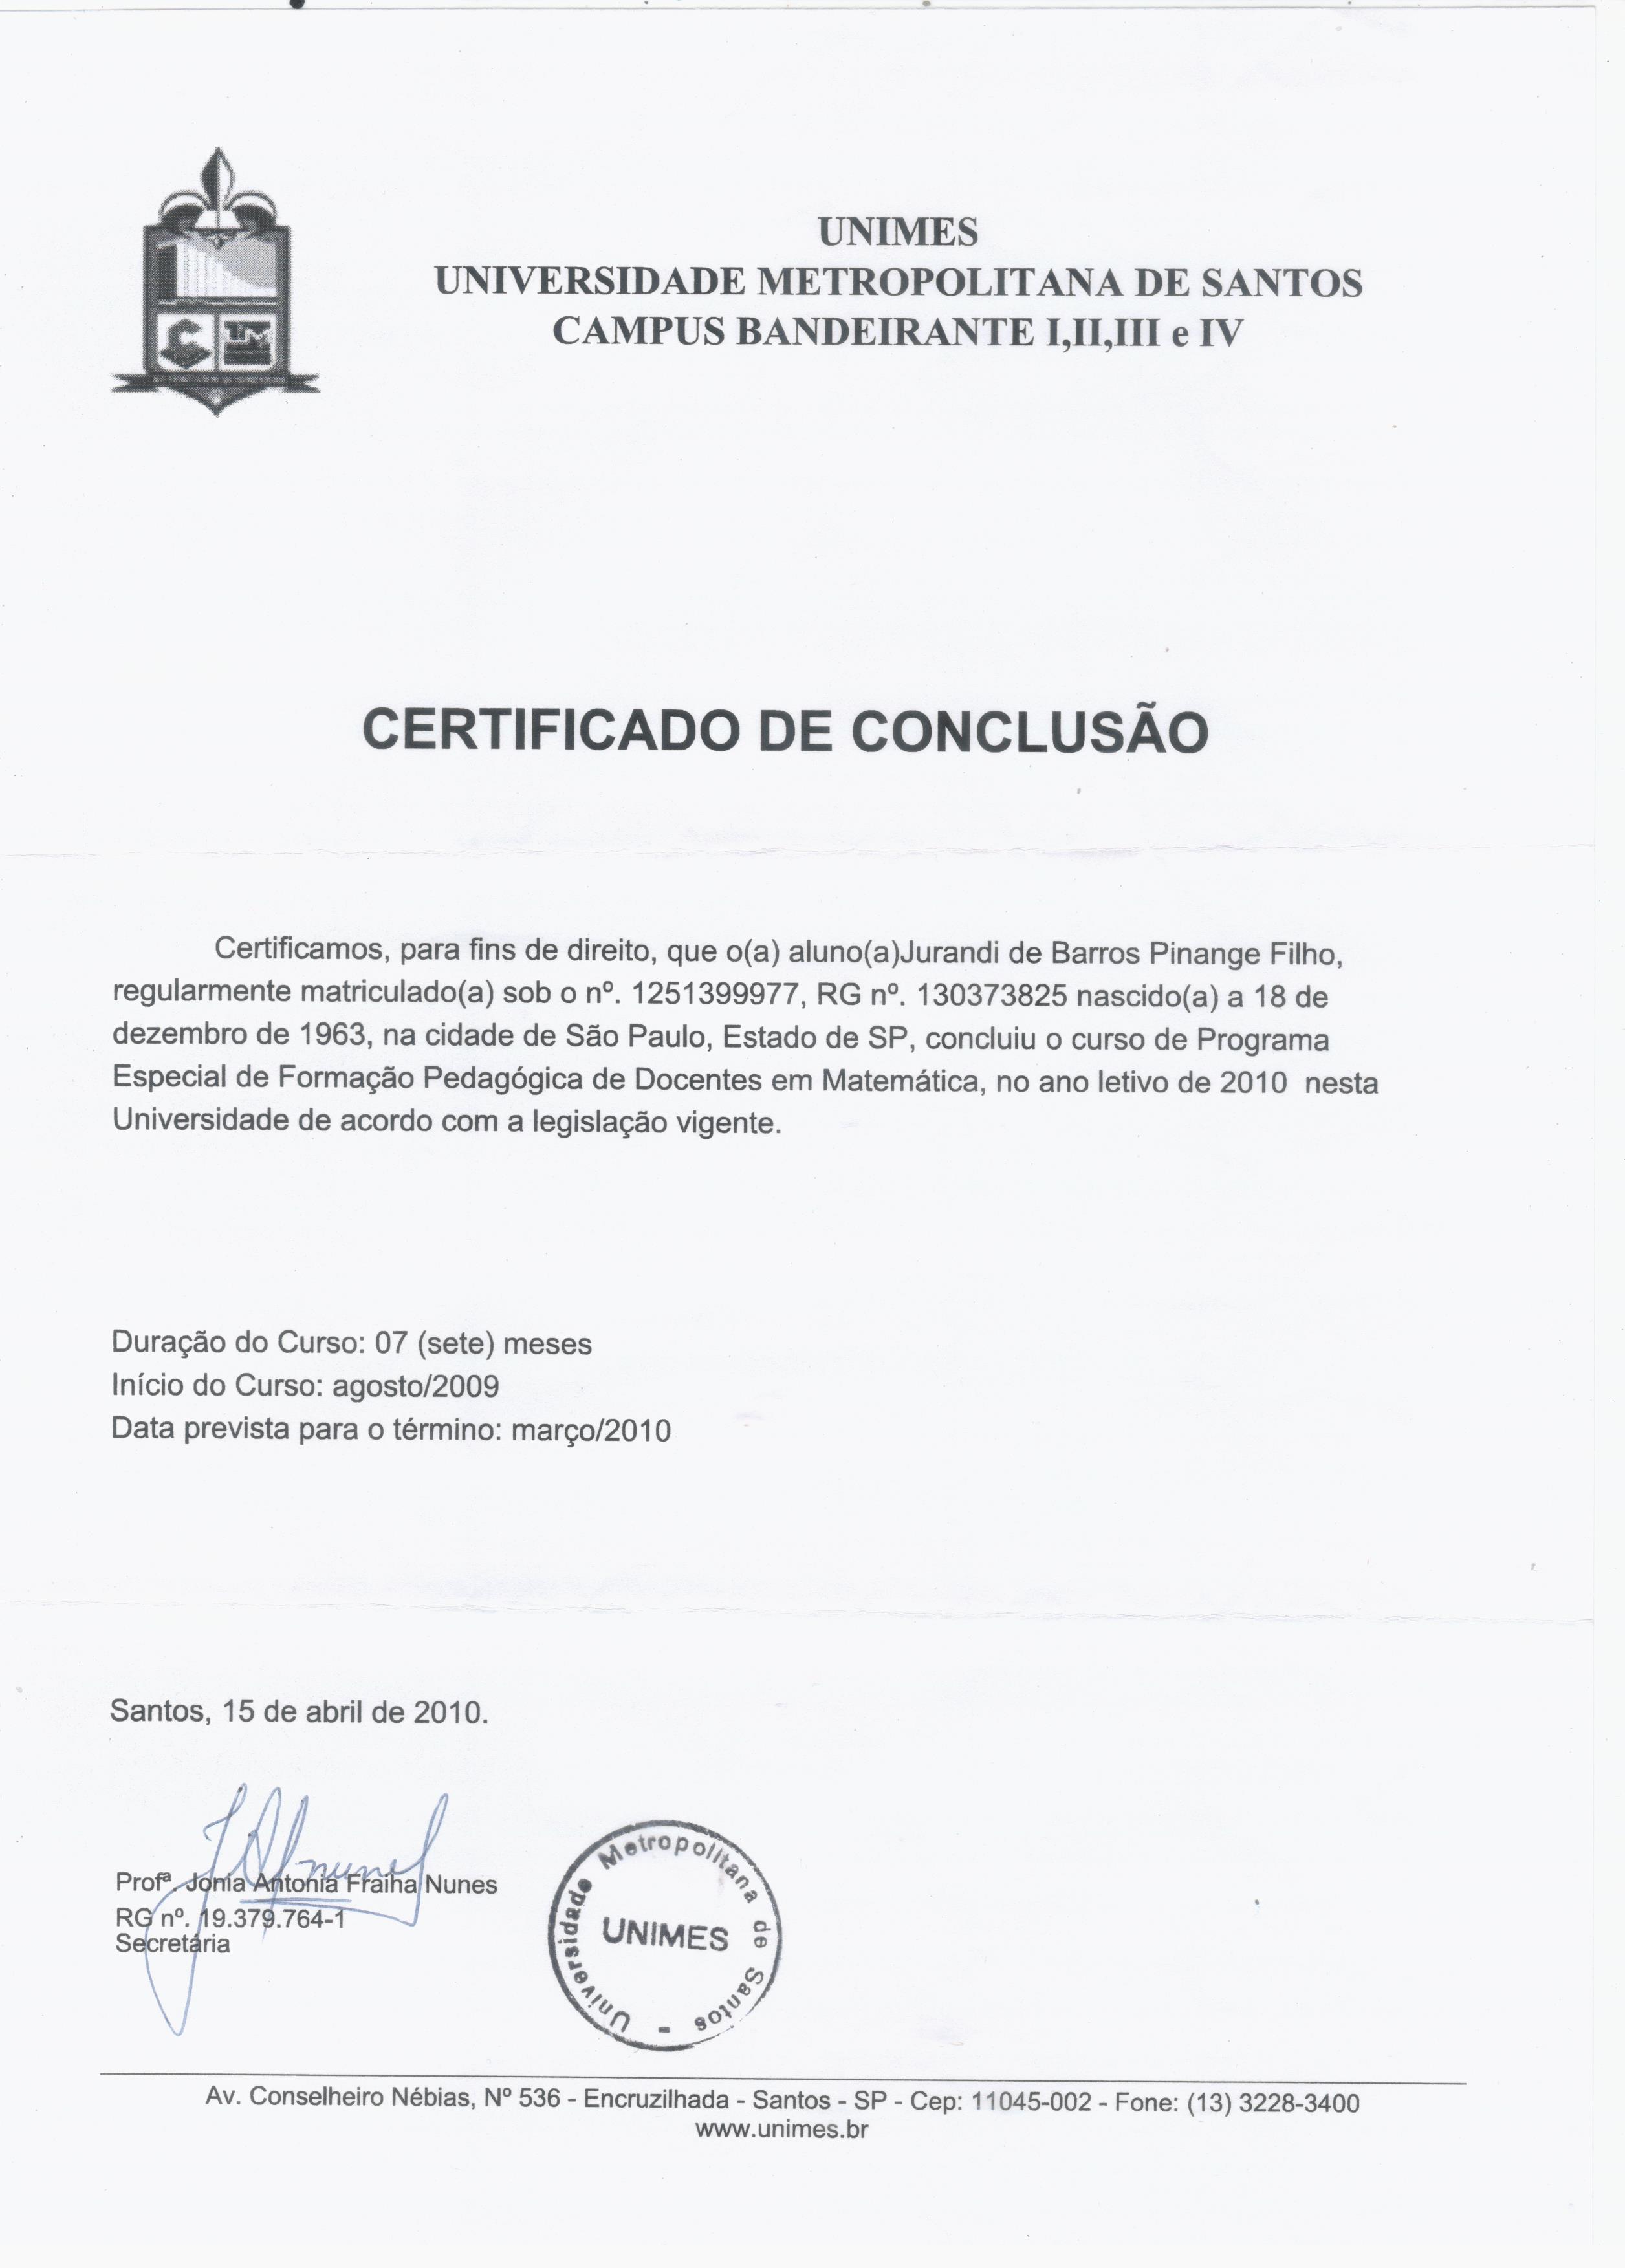 UNIMES
UNIVERSIDADE METROPOLITANA DE SANTOS
CAMPUS BANDEIRANTE I,II,III e IV
CERTIFICADO DE CONCLUSÃO
Certificamos, para fins de direito, que o(a) aluno(a)Jurandi de Barros Pinange Filho,
regularmente matriculado(a) sob o nº. 1251399977, RG nº. 130373825 nascido(a) a 18 de
dezembro de 1963, na cidade de São Paulo, Estado de SP, concluiu o curso de Programa
Especial de Formação Pedagógica de Docentes em Matemática, no ano letivo de 2010 nesta
Universidade de acordo com a legislação vigente.
Duração do Curso: 07 (sete) meses
Início do Curso: agosto/2009
Data prevista para o término: março/2010
Santos, 15 de abril de 2010.
Profª. Jonia Antonia Fraiha Nunes
RG nº. 19.379.764-1
Secretária
Universidade Metropolitana de Santos -
UNIMES
Av. Conselheiro Nébias, Nº 536 - Encruzilhada - Santos - SP - Cep: 11045-002 - Fone: (13) 3228-3400
www.unimes.br